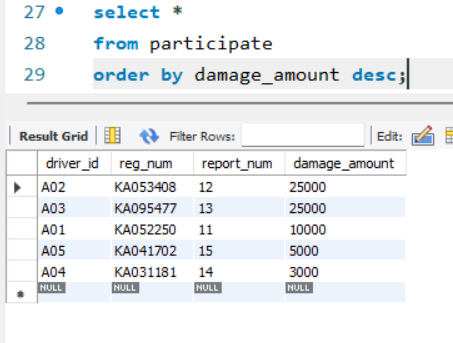 27 select *
28 from participate
29 order by damage_amount desc;
Result Grid Filter Rows: Edit:
driver_id reg_num report_num damage_amount
A02 KA053408 12 25000
A03 KA095477 13 25000
A01 KA052250 11 10000
A05 KA041702 15 5000
A04 KA031181 14 3000
NULL NULL NULL NULL